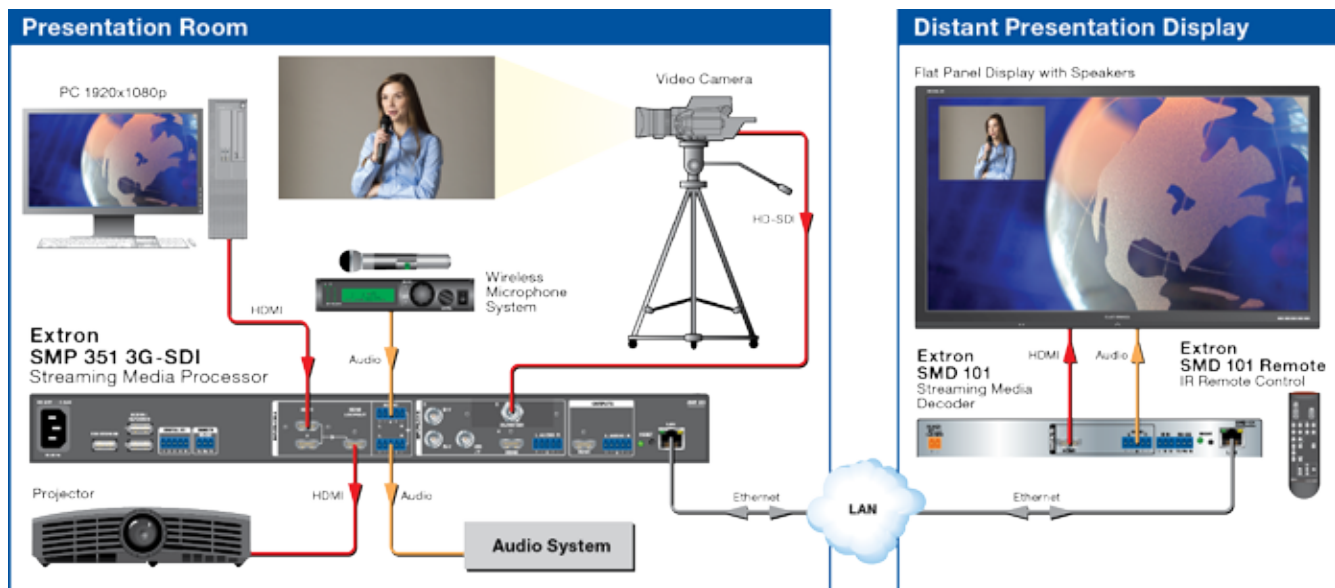 Presentation Room
PC 1920x1080p
Video Camera
HD-SDI
HDMI
Wireless
Microphone
System
Audio
Extron
SMP 351 3G-SDI
Streaming Media Processor
Projector
HDMI
Audio
Audio System
Ethernet
LAN
Ethernet
Distant Presentation Display
Flat Panel Display with Speakers
Extron
SMD 101
Streaming Media
Decoder
HDMI
Audio
Extron
SMD 101 Remote
IR Remote Control